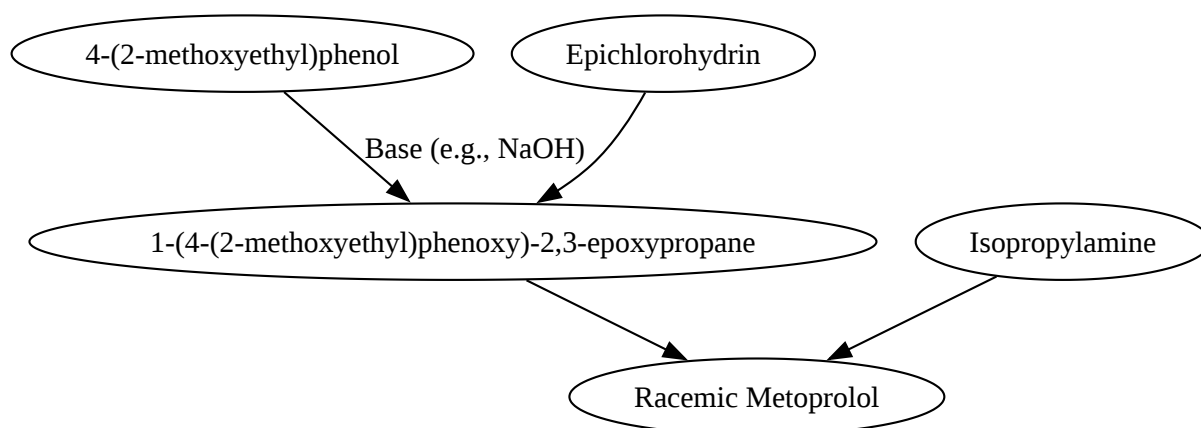 4-(2-methoxyethyl)phenol
Epichlorohydrin
Base (e.g., NaOH)
1-(4-(2-methoxyethyl)phenoxy)-2,3-epoxypropane
Isopropylamine
Racemic Metoprolol